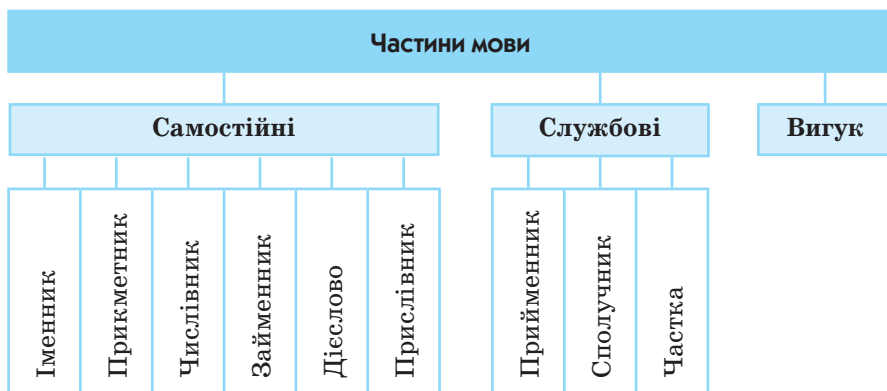 Частини мови
Самостійні
Службові
Вигук
Іменник
Прикметник
Числівник
Займенник
Дієслово
Прислівник
Прийменник
Сполучник
Частка